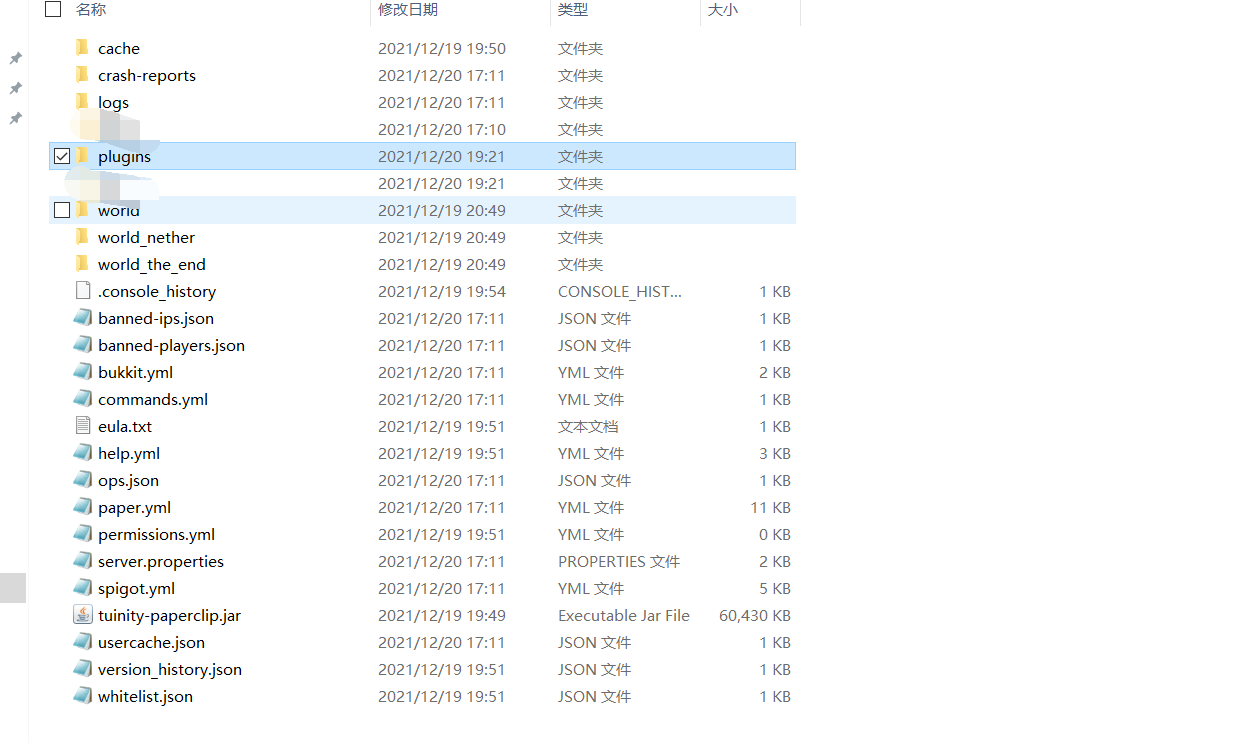 名称 修改日期 类型 大小
cache 2021/12/19 19:50 文件夹
crash-reports 2021/12/20 17:11 文件夹
logs 2021/12/20 17:11 文件夹
2021/12/20 17:10 文件夹
plugins 2021/12/20 19:21 文件夹
2021/12/20 19:21 文件夹
world 2021/12/19 20:49 文件夹
world_nether 2021/12/19 20:49 文件夹
world_the_end 2021/12/19 20:49 文件夹
.console_history 2021/12/19 19:54 CONSOLE_HIST... 1 KB
banned-ips.json 2021/12/20 17:11 JSON 文件 1 KB
banned-players.json 2021/12/20 17:11 JSON 文件 1 KB
bukkit.yml 2021/12/20 17:11 YML 文件 2 KB
commands.yml 2021/12/20 17:11 YML 文件 1 KB
eula.txt 2021/12/19 19:51 文本文档 1 KB
help.yml 2021/12/19 19:51 YML 文件 3 KB
ops.json 2021/12/20 17:11 JSON 文件 1 KB
paper.yml 2021/12/20 17:11 YML 文件 11 KB
permissions.yml 2021/12/19 19:51 YML 文件 0 KB
server.properties 2021/12/20 17:11 PROPERTIES 文件 2 KB
spigot.yml 2021/12/20 17:11 YML 文件 5 KB
tuinity-paperclip.jar 2021/12/19 19:49 Executable Jar File 60,430 KB
usercache.json 2021/12/20 17:11 JSON 文件 1 KB
version_history.json 2021/12/19 19:51 JSON 文件 1 KB
whitelist.json 2021/12/19 19:51 JSON 文件 1 KB